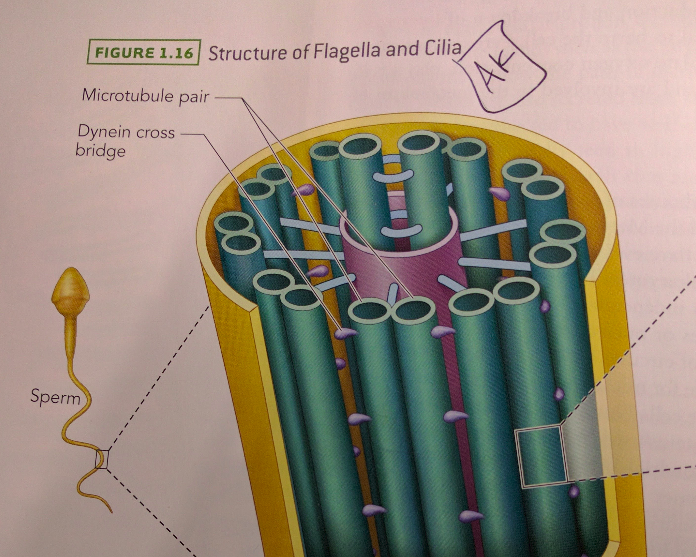 FIGURE 1.16 Structure of Flagella and Cilia
AK
Microtubule pair
Dynein cross
bridge
Sperm